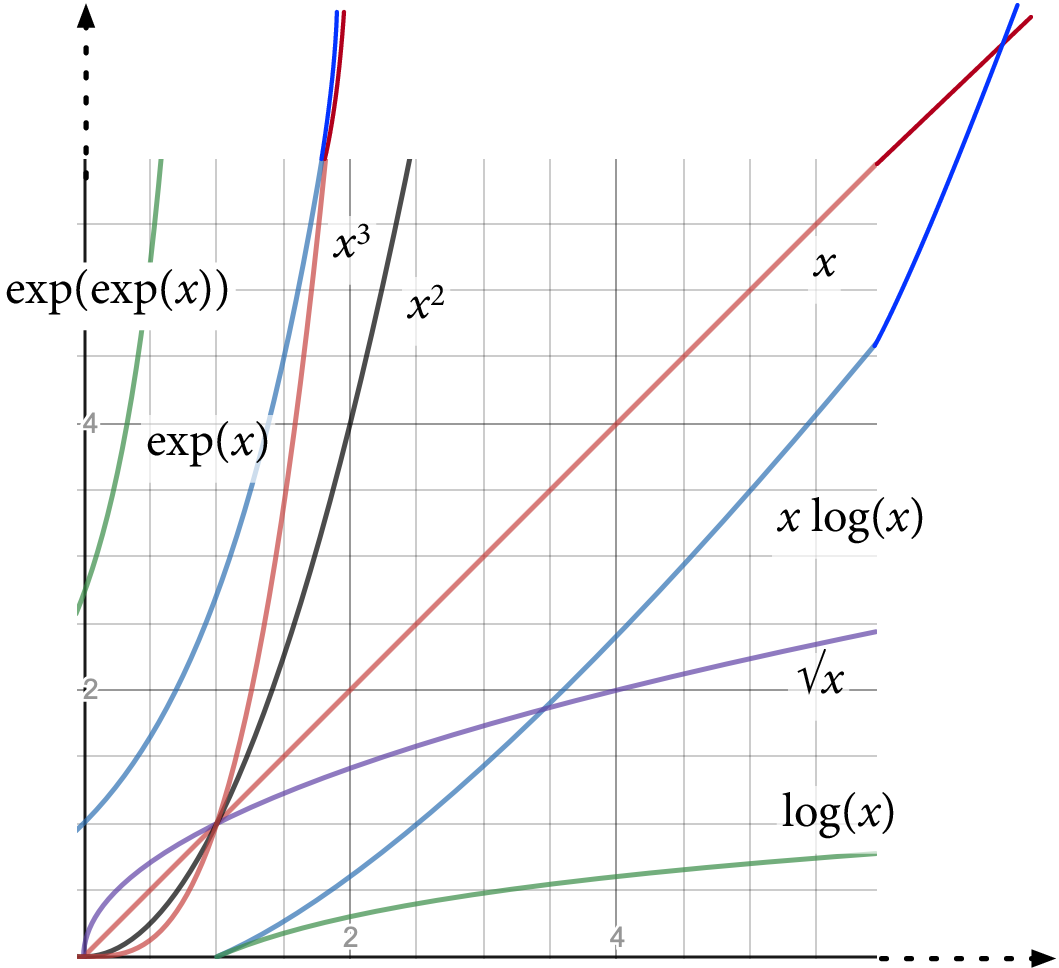 x³
x
exp(exp(x))
x²
4
exp(x)
x log(x)
2
√x
log(x)
2
4